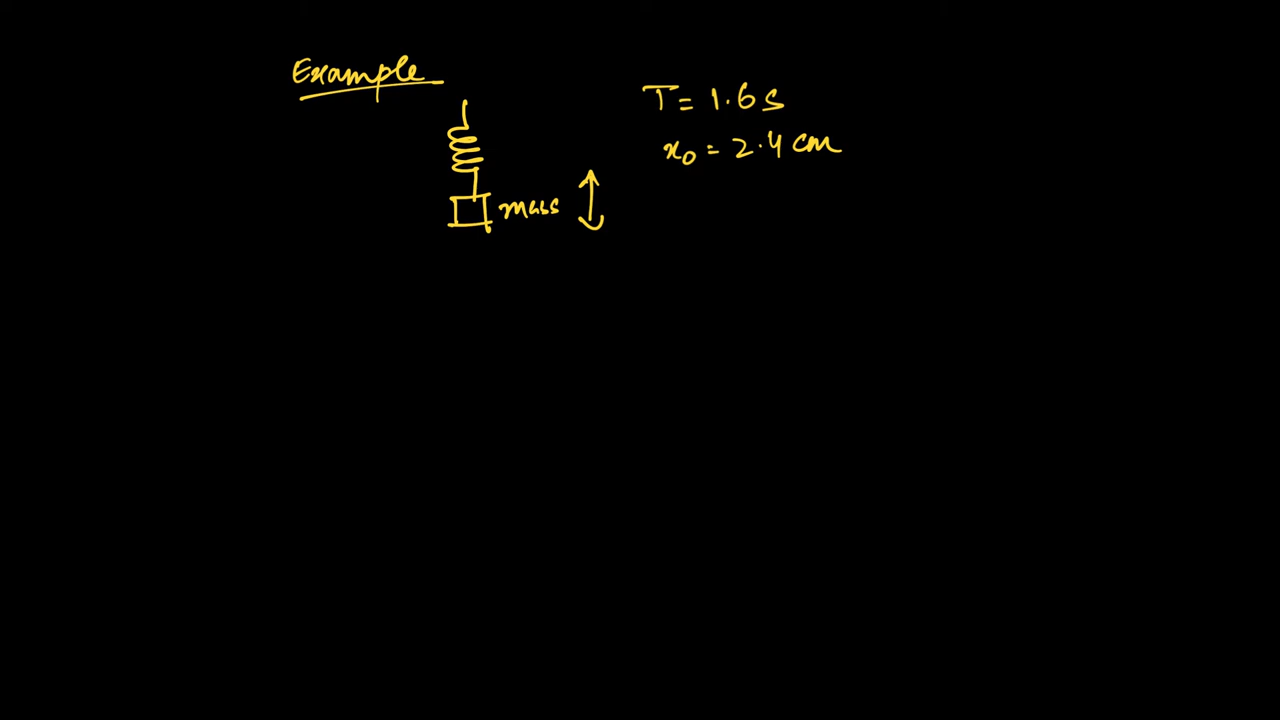 Example
T = 1.6 s
x₀ = 2.4 cm
mass